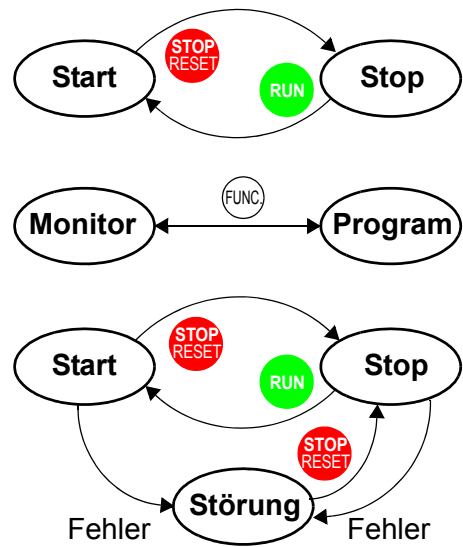 STOP
RESET
Start
Stop
RUN
FUNC.
Monitor
Program
STOP
RESET
Start
Stop
RUN
STOP
RESET
Störung
Fehler
Fehler